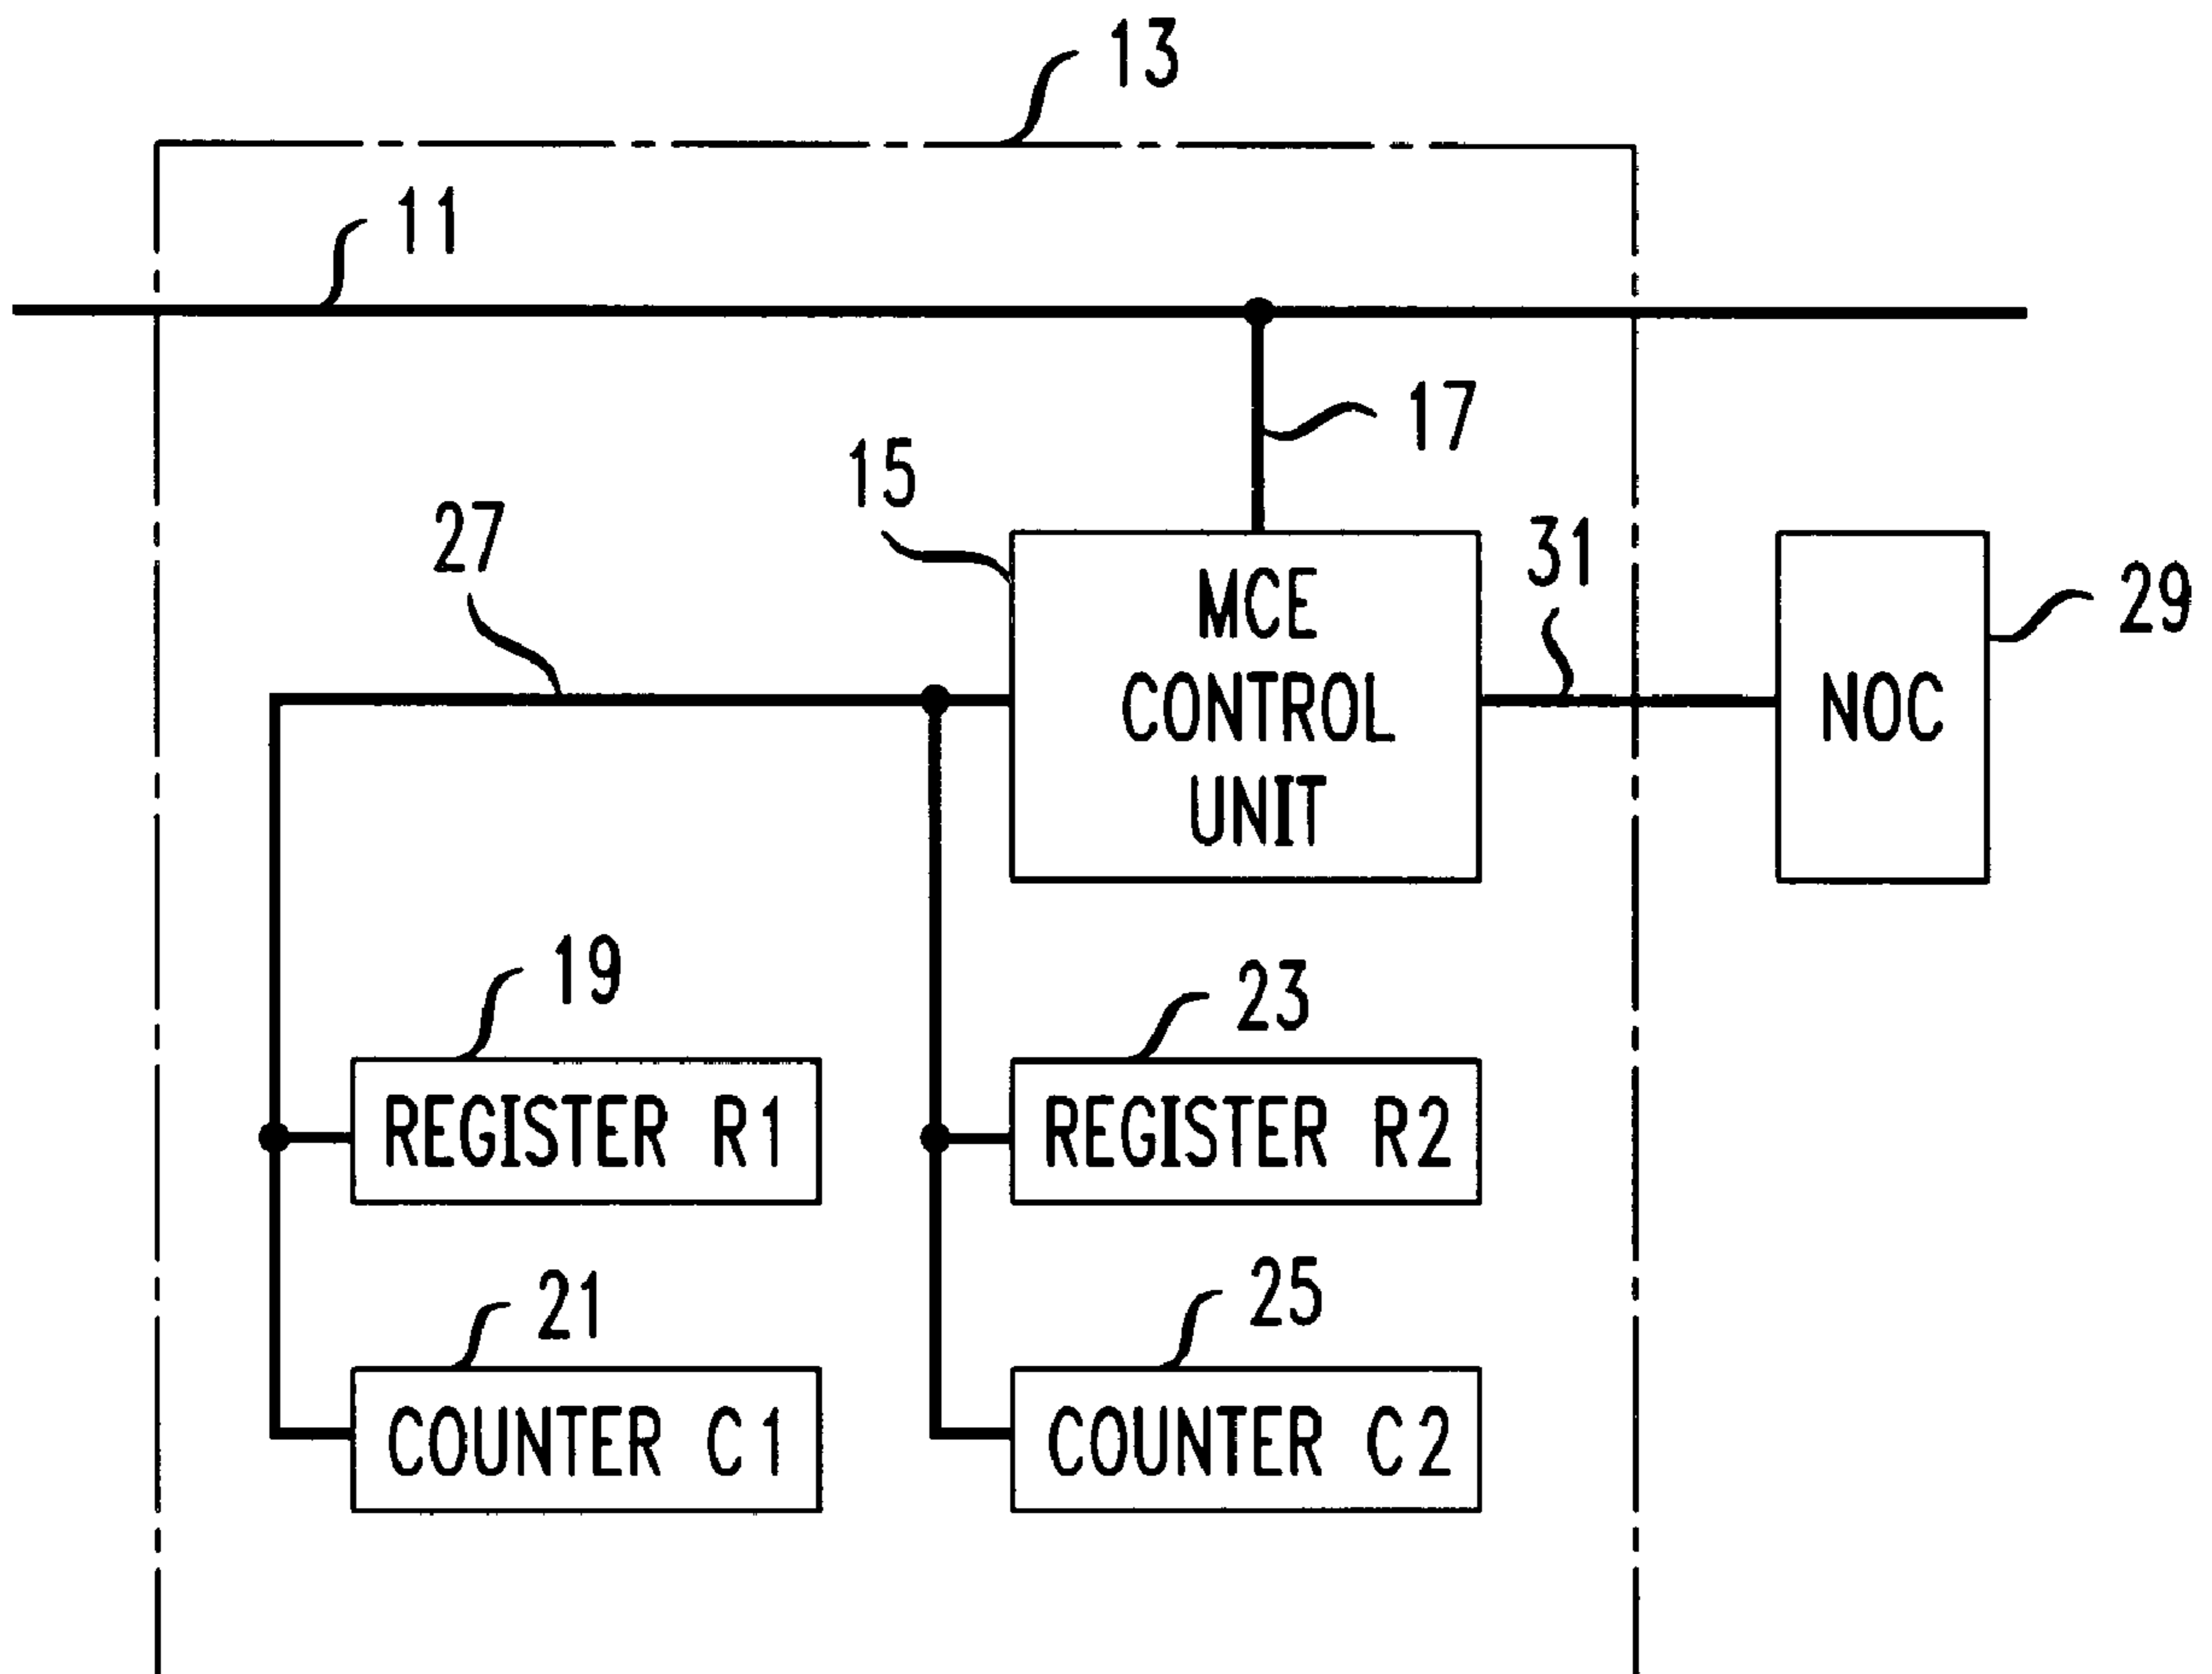 13
11
17
15
27
31
29
MCE
CONTROL
UNIT
NOC
19
23
REGISTER R1
REGISTER R2
21
25
COUNTER C1
COUNTER C2